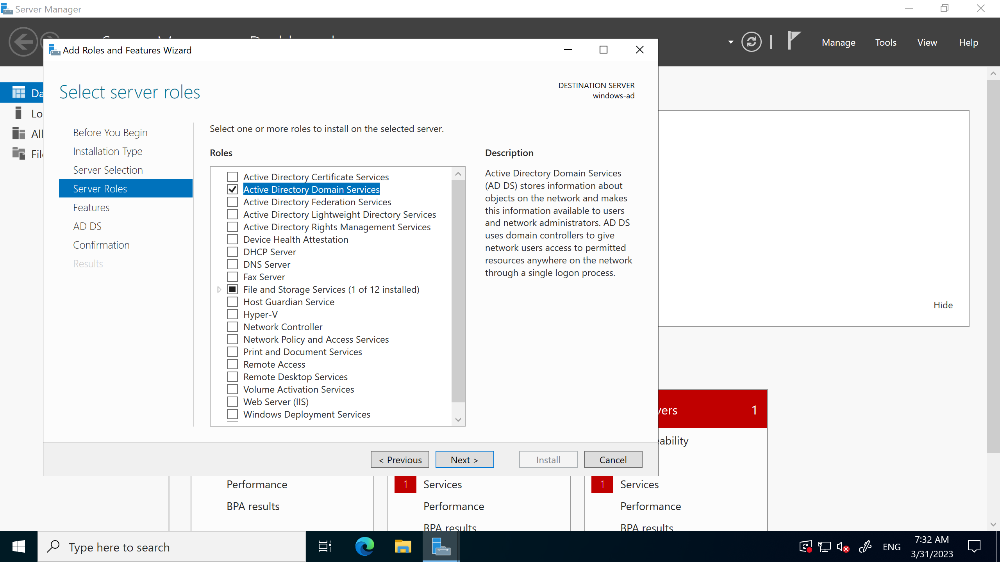 Server Manager
Manage
Tools
View
Help
Add Roles and Features Wizard
Select server roles
DESTINATION SERVER
windows-ad
Before You Begin
Installation Type
Server Selection
Server Roles
Features
AD DS
Confirmation
Results
Select one or more roles to install on the selected server.
Roles
Active Directory Certificate Services
Active Directory Domain Services
Active Directory Federation Services
Active Directory Lightweight Directory Services
Active Directory Rights Management Services
Device Health Attestation
DHCP Server
DNS Server
Fax Server
File and Storage Services (1 of 12 installed)
Host Guardian Service
Hyper-V
Network Controller
Network Policy and Access Services
Print and Document Services
Remote Access
Remote Desktop Services
Volume Activation Services
Web Server (IIS)
Windows Deployment Services
Description
Active Directory Domain Services
(AD DS) stores information about
objects on the network and makes
this information available to users
and network administrators. AD DS
uses domain controllers to give
network users access to permitted
resources anywhere on the network
through a single logon process.
< Previous
Next >
Install
Cancel
Da
Lo
All
File
Hide
vers 1
eability
Performance
BPA results
1 Services
Performance
BPA results
1 Services
Performance
BPA results
Type here to search
ENG
7:32 AM
3/31/2023